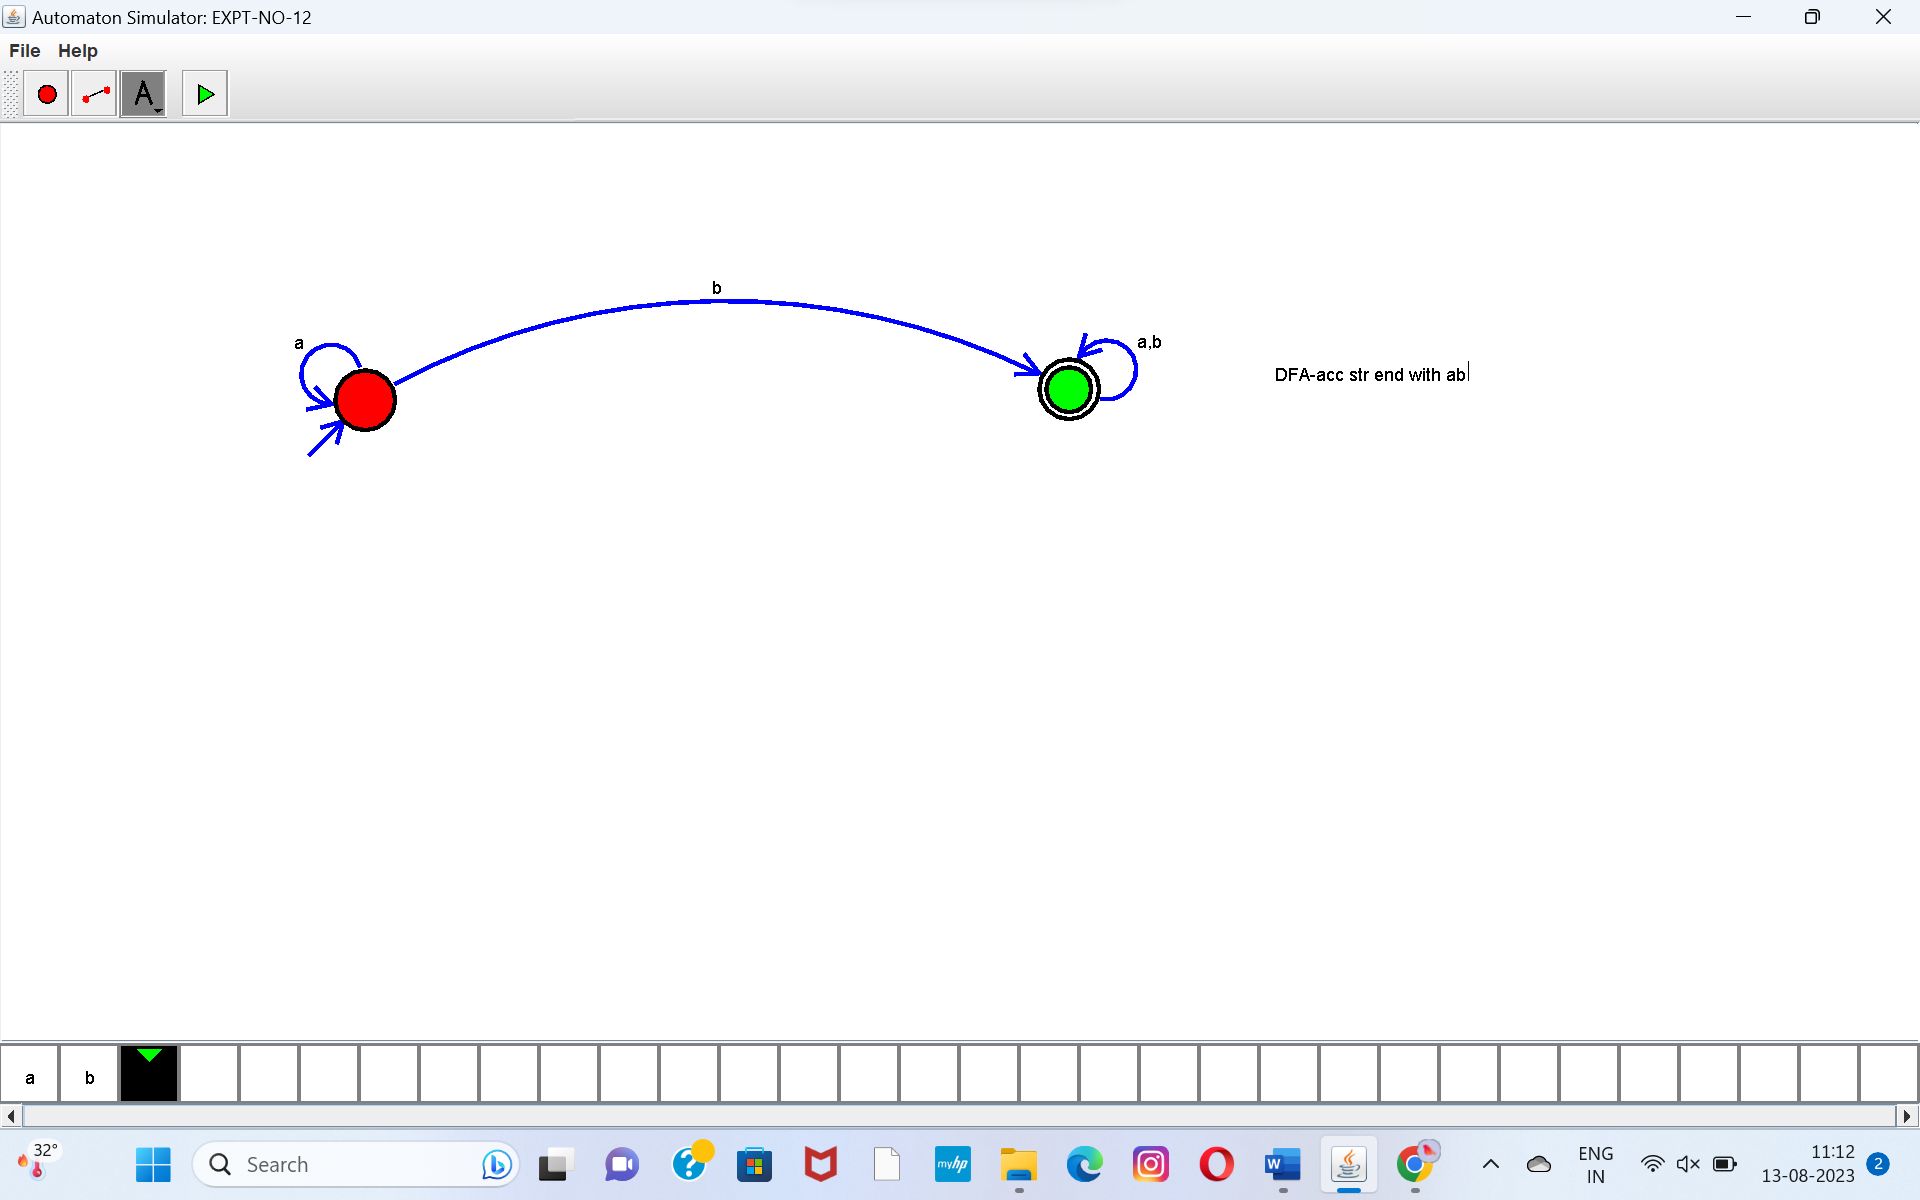 Automaton Simulator: EXPT-NO-12
File Help
A
b
a
a,b
DFA-acc str end with ab
a b
32°
Search
myhp
W
ENG
IN
11:12
13-08-2023
2